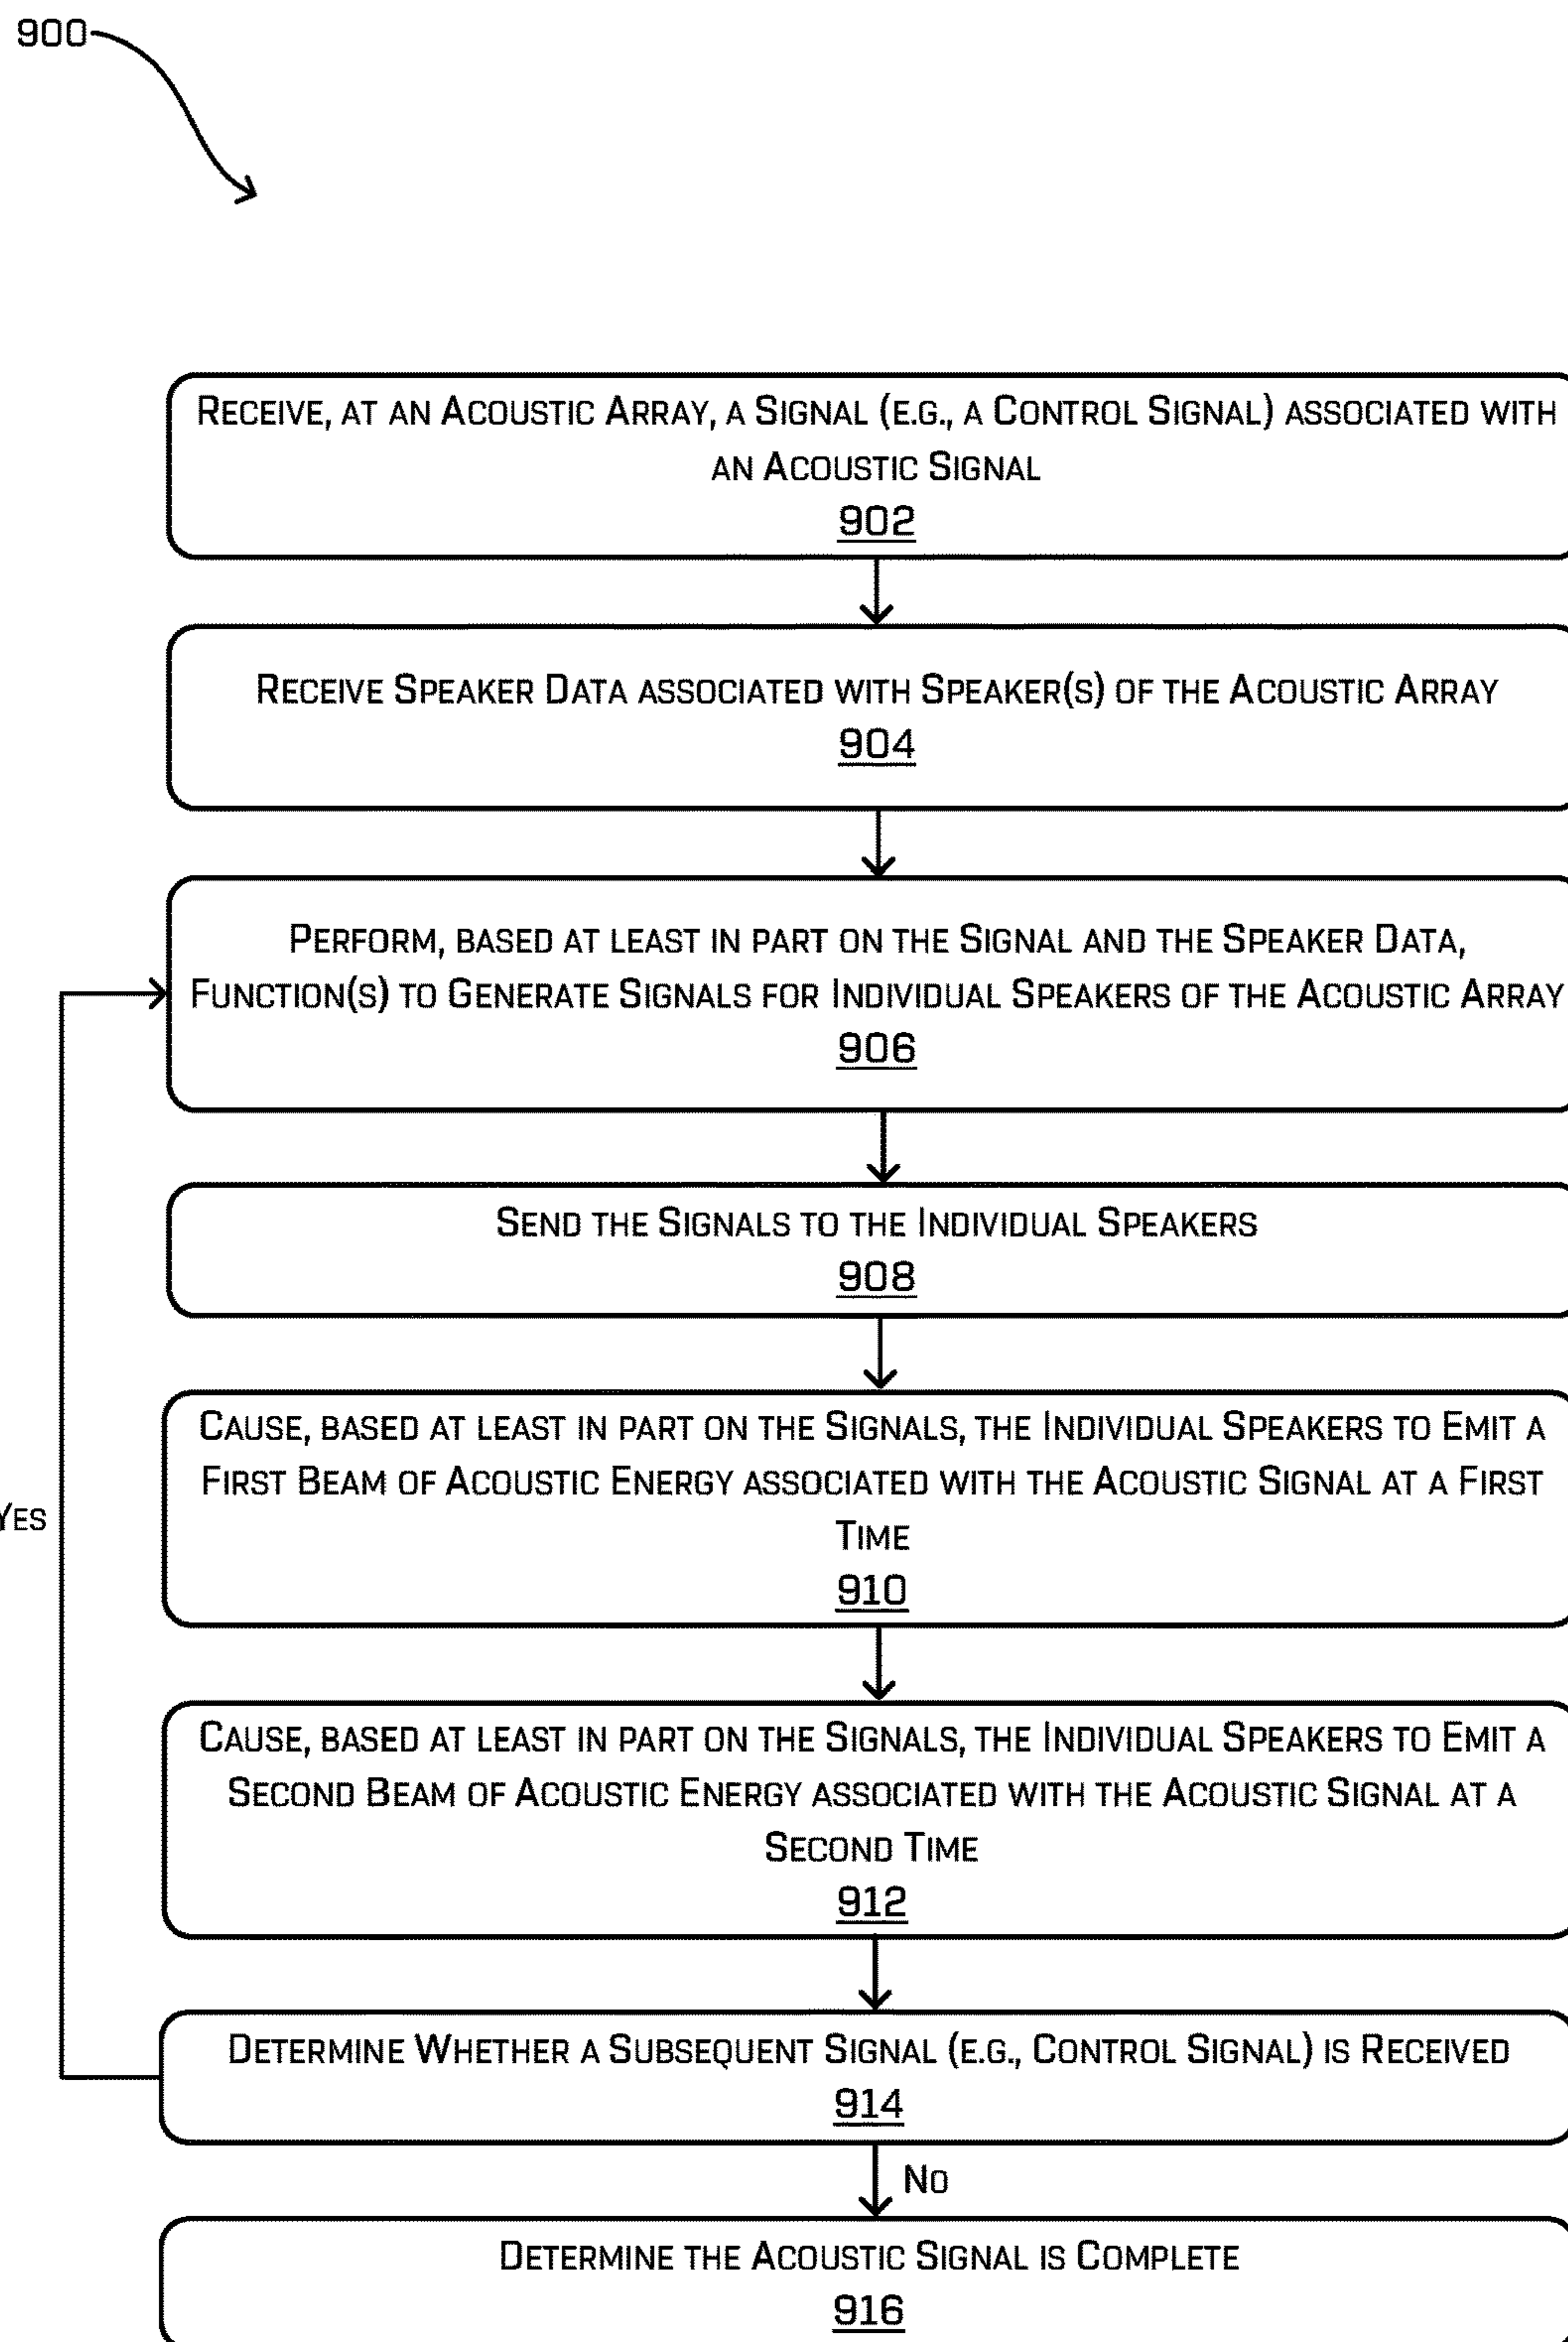 900
Receive, at an Acoustic Array, a Signal (e.g., a Control Signal) associated with
an Acoustic Signal
902
Receive Speaker Data associated with Speaker(s) of the Acoustic Array
904
Perform, based at least in part on the Signal and the Speaker Data,
Function(s) to Generate Signals for Individual Speakers of the Acoustic Array
906
Send the Signals to the Individual Speakers
908
Cause, based at least in part on the Signals, the Individual Speakers to Emit a
First Beam of Acoustic Energy associated with the Acoustic Signal at a First
Time
910
Yes
Cause, based at least in part on the Signals, the Individual Speakers to Emit a
Second Beam of Acoustic Energy associated with the Acoustic Signal at a
Second Time
912
Determine Whether a Subsequent Signal (e.g., Control Signal) is Received
914
No
Determine the Acoustic Signal is Complete
916